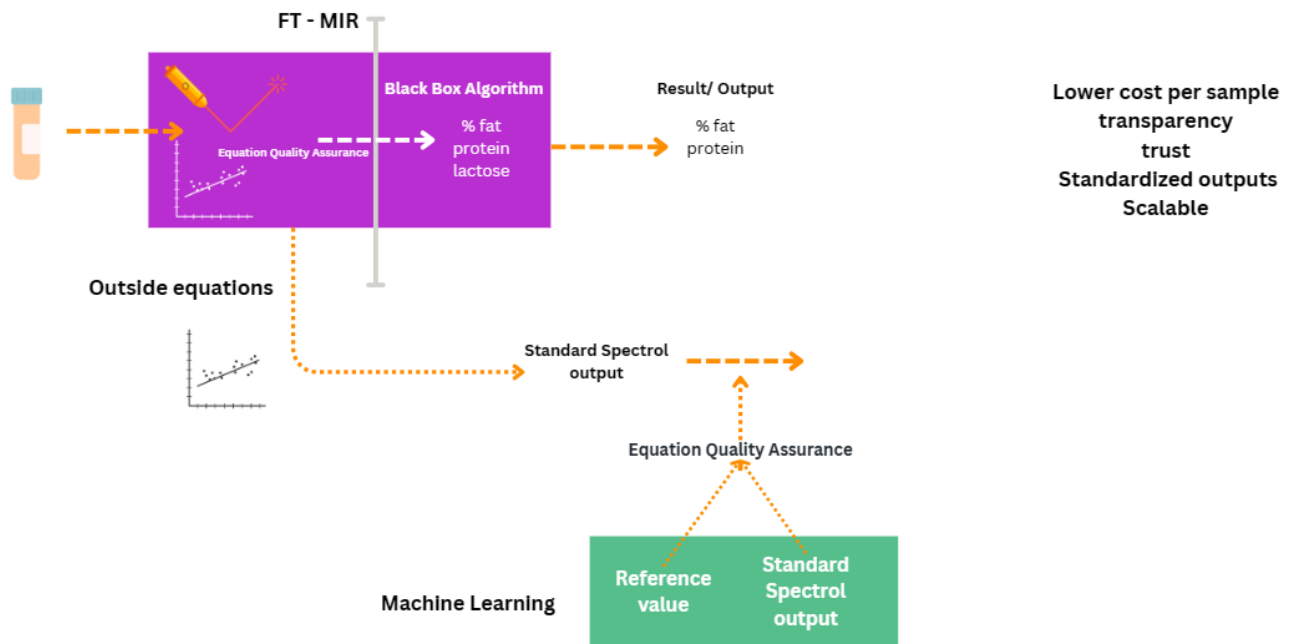 FT - MIR
Black Box Algorithm
% fat
protein
lactose
Equation Quality Assurance
Result/ Output
% fat
protein
Lower cost per sample
transparency
trust
Standardized outputs
Scalable
Outside equations
Standard Spectrol
output
Equation Quality Assurance
Machine Learning
Reference
value
Standard
Spectrol
output